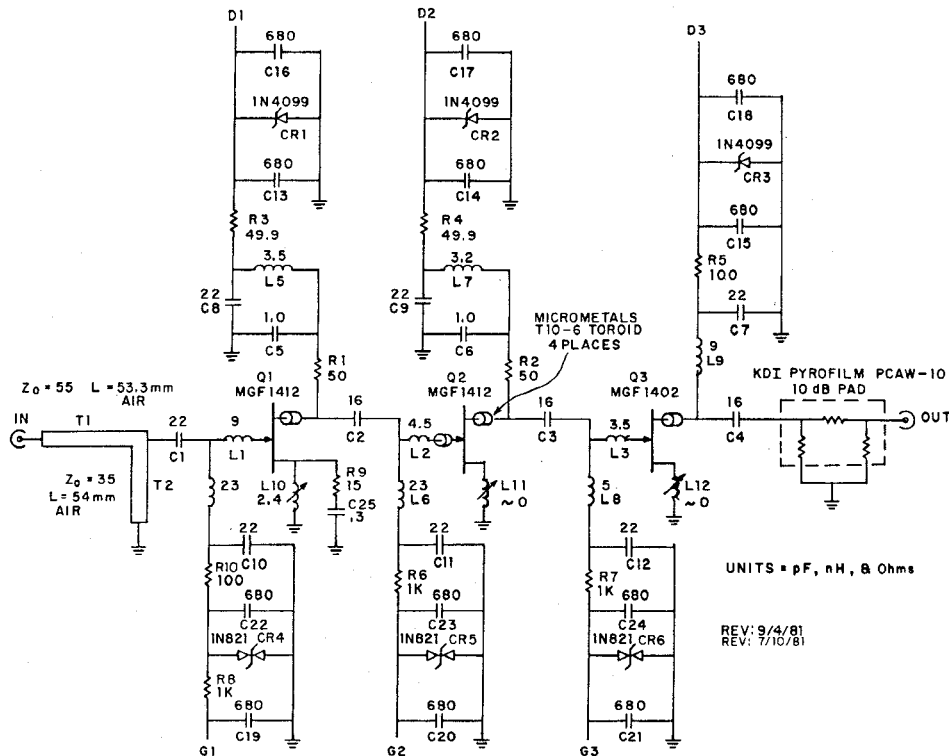 D1
D2
D3
680
C16
1N4099
CR1
680
C13
R3
49.9
3.5
L5
22
C8
1.0
C5
R1
50
680
C17
1N4099
CR2
680
C14
R4
49.9
3.2
L7
22
C9
1.0
C6
R2
50
680
C18
1N4099
CR3
680
C15
R5
100
22
C7
9
L9
MICROMETALS
T10-6 TOROID
4 PLACES
KDI PYROFILM PCAW-10
10 dB PAD
Zo = 55 L = 53.3mm
AIR
IN
T1
Zo = 35
L = 54mm
AIR
T2
22
C1
9
L1
Q1
MGF1412
16
C2
4.5
L2
Q2
MGF1412
16
C3
3.5
L3
Q3
MGF1402
16
C4
OUT
23
L10
2.4
R9
15
C25
.3
23
L6
L11
~0
5
L8
L12
~0
22
C10
R10
100
680
C22
1N821
CR4
R8
1K
680
C19
G1
22
C11
R6
1K
680
C23
1N821
CR5
680
C20
G2
22
C12
R7
1K
680
C24
1N821
CR6
680
C21
G3
UNITS = pF, nH, & Ohms
REV: 9/4/81
REV: 7/10/81